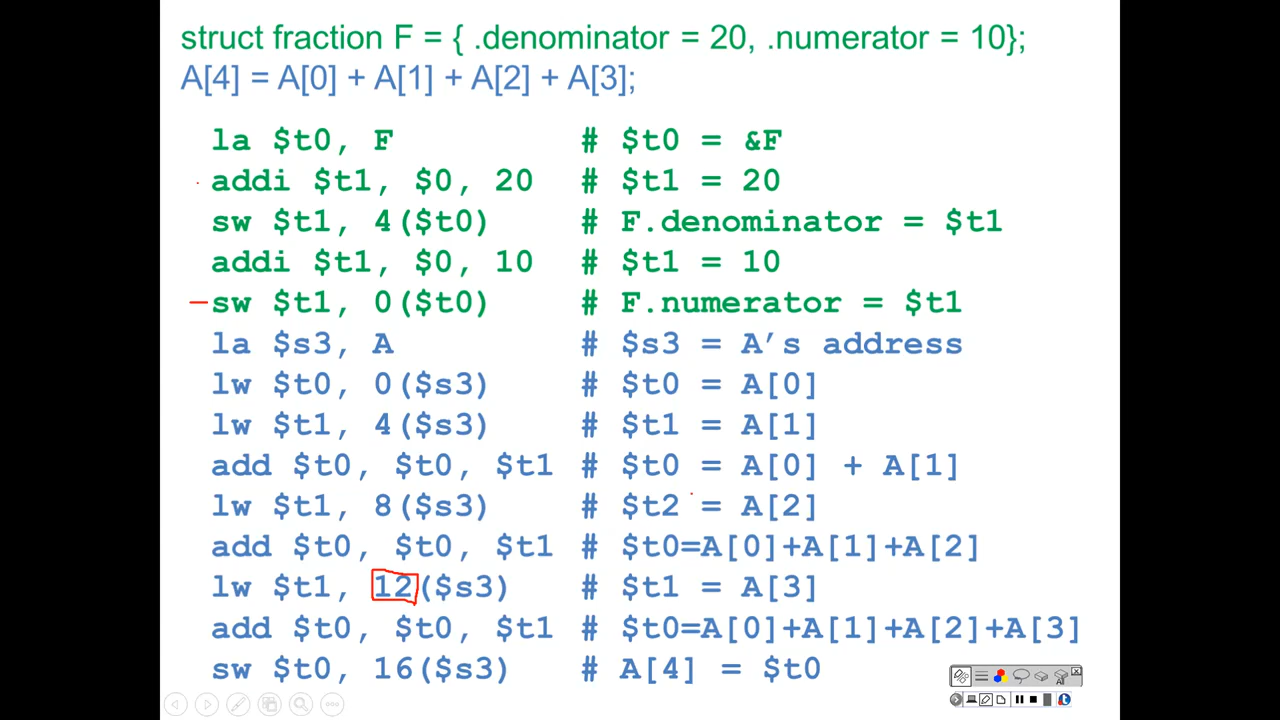 struct fraction F = { .denominator = 20, .numerator = 10};
A[4] = A[0] + A[1] + A[2] + A[3];
la $t0, F # $t0 = &F
addi $t1, $0, 20 # $t1 = 20
sw $t1, 4($t0) # F.denominator = $t1
addi $t1, $0, 10 # $t1 = 10
sw $t1, 0($t0) # F.numerator = $t1
la $s3, A # $s3 = A’s address
lw $t0, 0($s3) # $t0 = A[0]
lw $t1, 4($s3) # $t1 = A[1]
add $t0, $t0, $t1 # $t0 = A[0] + A[1]
lw $t1, 8($s3) # $t2 = A[2]
add $t0, $t0, $t1 # $t0=A[0]+A[1]+A[2]
lw $t1, 12($s3) # $t1 = A[3]
add $t0, $t0, $t1 # $t0=A[0]+A[1]+A[2]+A[3]
sw $t0, 16($s3) # A[4] = $t0